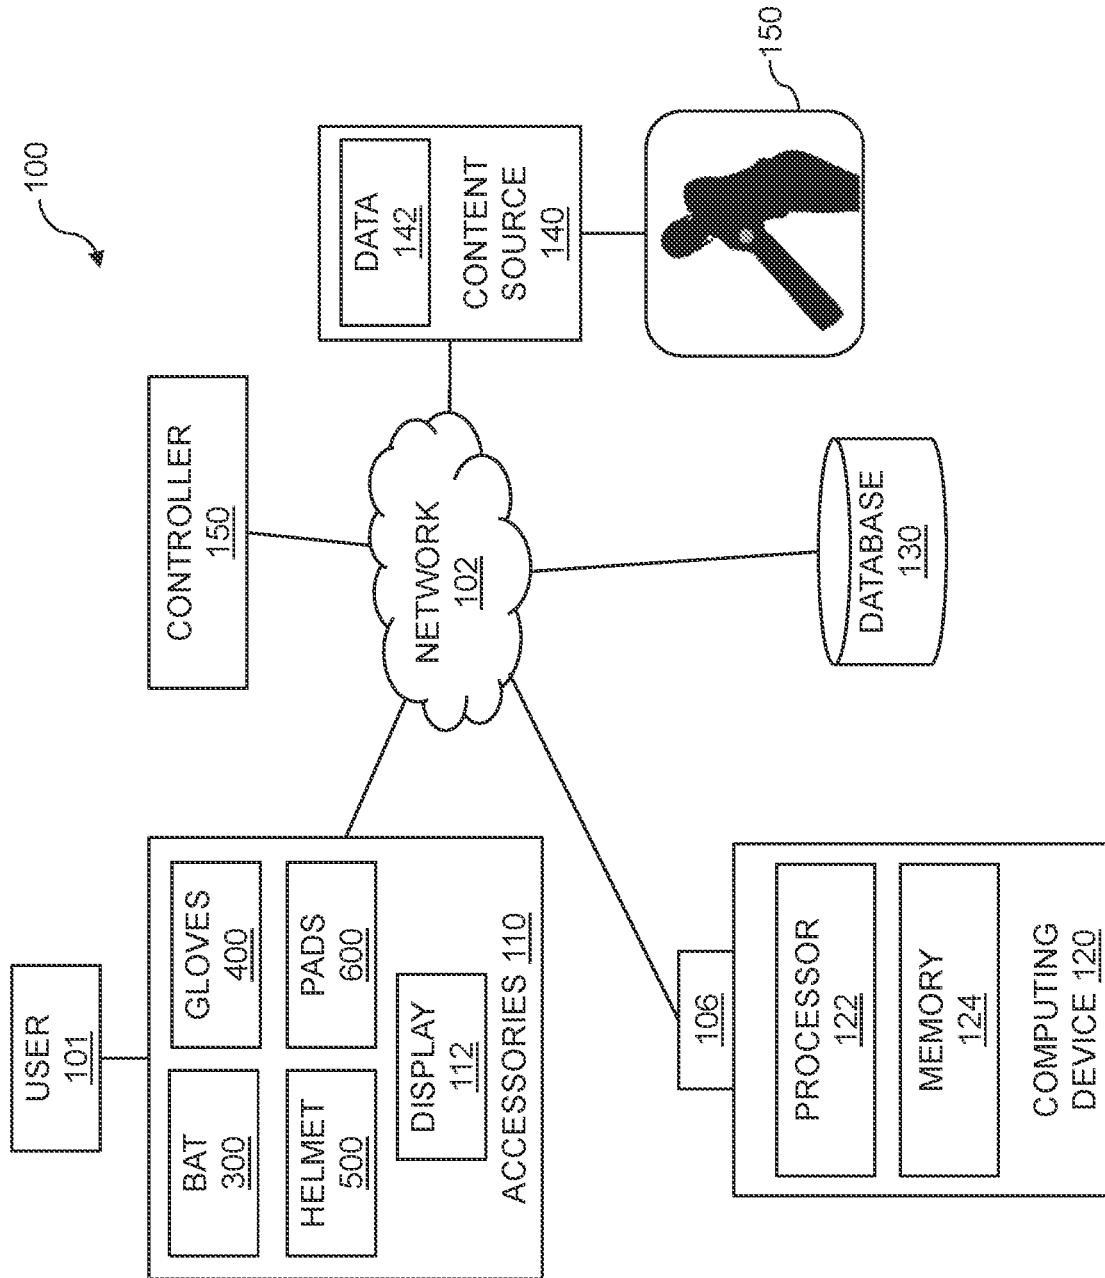 100
USER
101
BAT
300
GLOVES
400
HELMET
500
PADS
600
DISPLAY
112
ACCESSORIES 110
CONTROLLER
150
NETWORK
102
DATA
142
CONTENT
SOURCE
140
150
106
PROCESSOR
122
MEMORY
124
COMPUTING
DEVICE 120
DATABASE
130